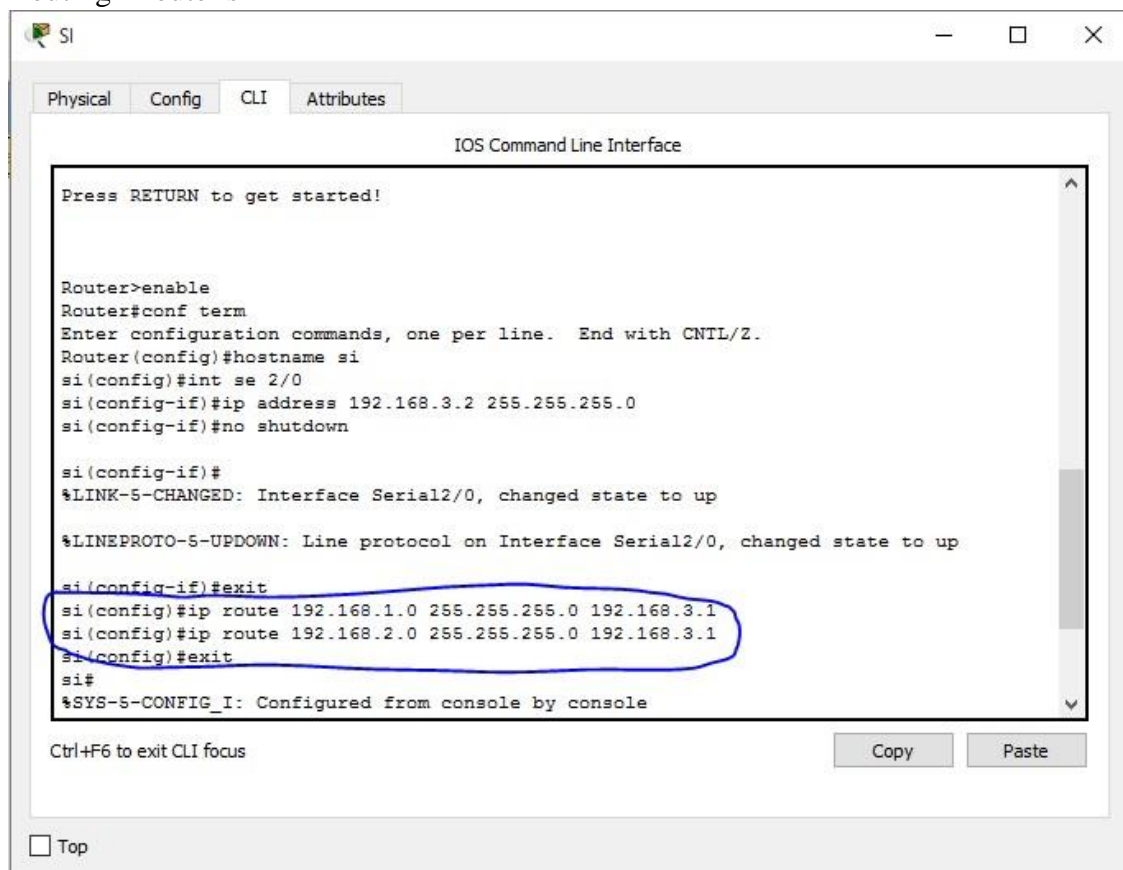 SI
Physical Config CLI Attributes
IOS Command Line Interface
Press RETURN to get started!
Router>enable
Router#conf term
Enter configuration commands, one per line.  End with CNTL/Z.
Router(config)#hostname si
si(config)#int se 2/0
si(config-if)#ip address 192.168.3.2 255.255.255.0
si(config-if)#no shutdown
si(config-if)#
%LINK-5-CHANGED: Interface Serial2/0, changed state to up
%LINEPROTO-5-UPDOWN: Line protocol on Interface Serial2/0, changed state to up
si(config-if)#exit
si(config)#ip route 192.168.1.0 255.255.255.0 192.168.3.1
si(config)#ip route 192.168.2.0 255.255.255.0 192.168.3.1
si(config)#exit
si#
%SYS-5-CONFIG_I: Configured from console by console
Ctrl+F6 to exit CLI focus
Copy Paste
Top